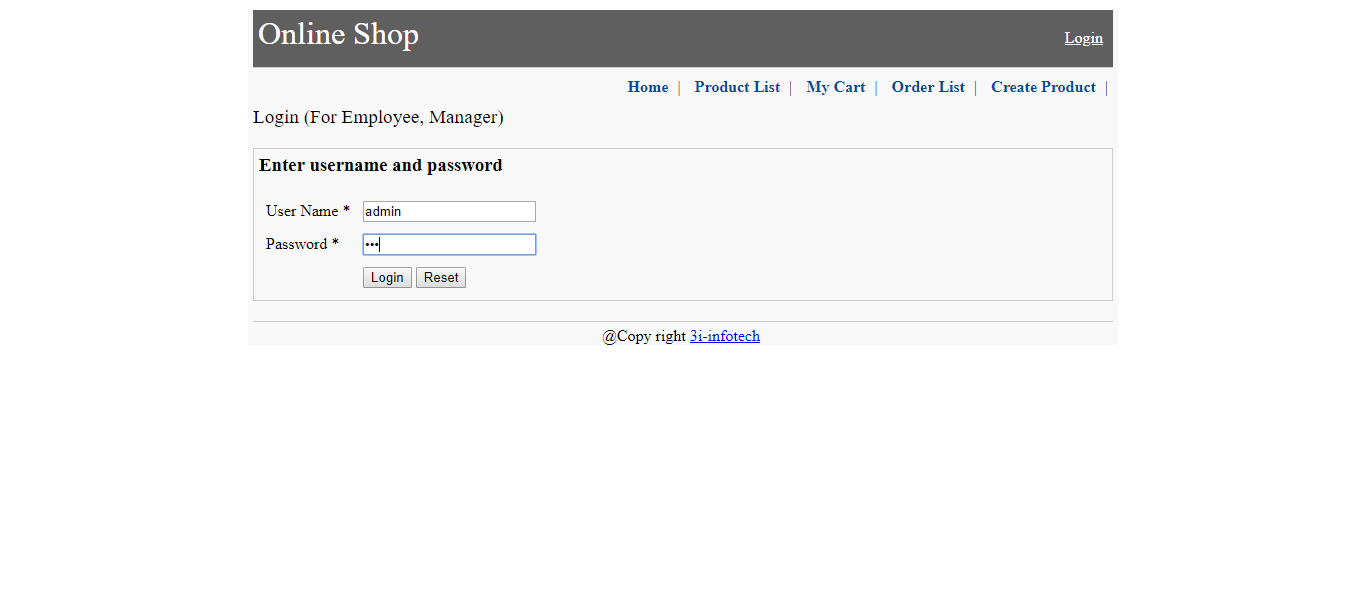 Online Shop
Login
Home | Product List | My Cart | Order List | Create Product |
Login (For Employee, Manager)
Enter username and password
User Name * admin
Password * •••
Login Reset
@Copy right 3i-infotech